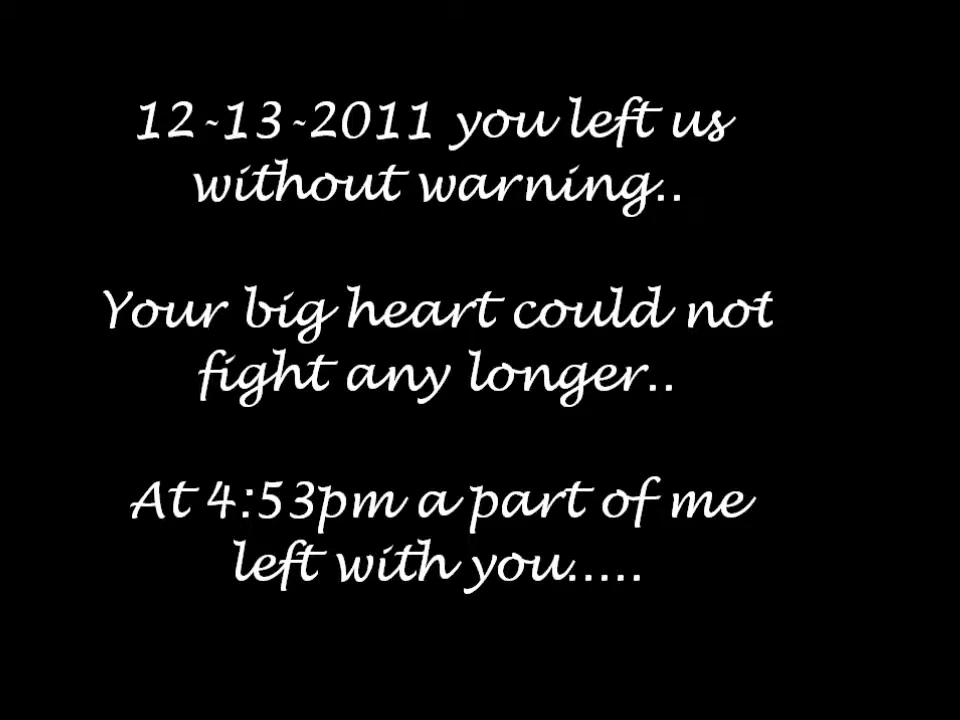 12-13-2011 you left us
without warning..
Your big heart could not
fight any longer..
At 4:53pm a part of me
left with you.....